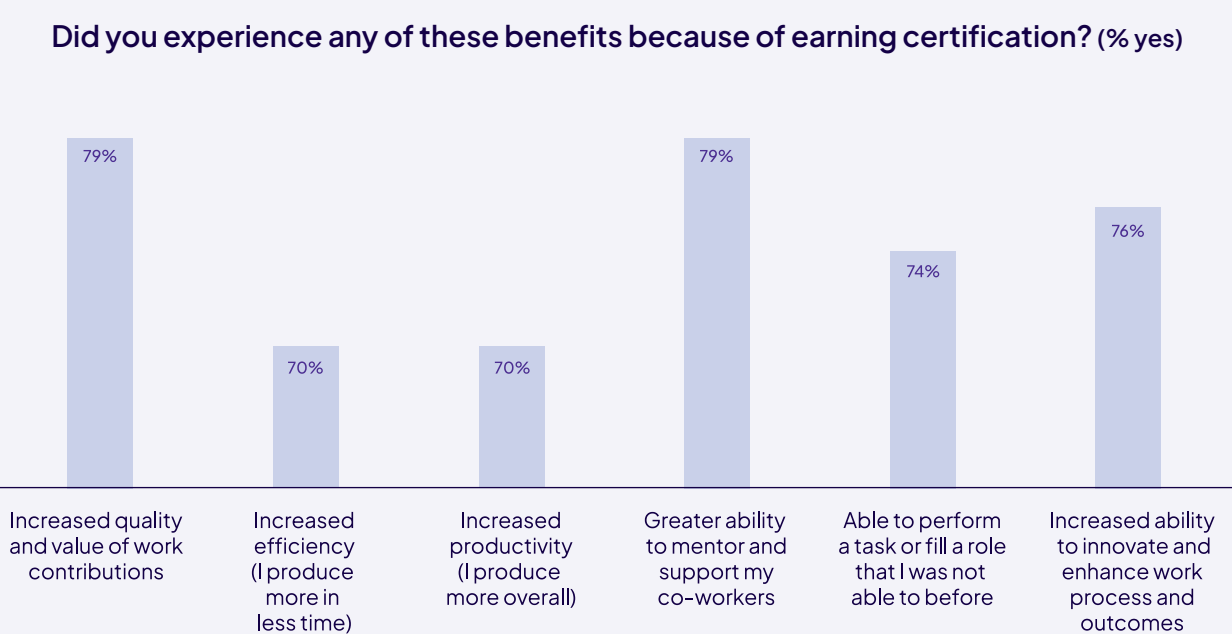 Did you experience any of these benefits because of earning certification? (% yes)
79%
70%
70%
79%
74%
76%
Increased quality
and value of work
contributions
Increased
efficiency
(I produce
more in
less time)
Increased
productivity
(I produce
more overall)
Greater ability
to mentor and
support my
co-workers
Able to perform
a task or fill a role
that I was not
able to before
Increased ability
to innovate and
enhance work
process and
outcomes